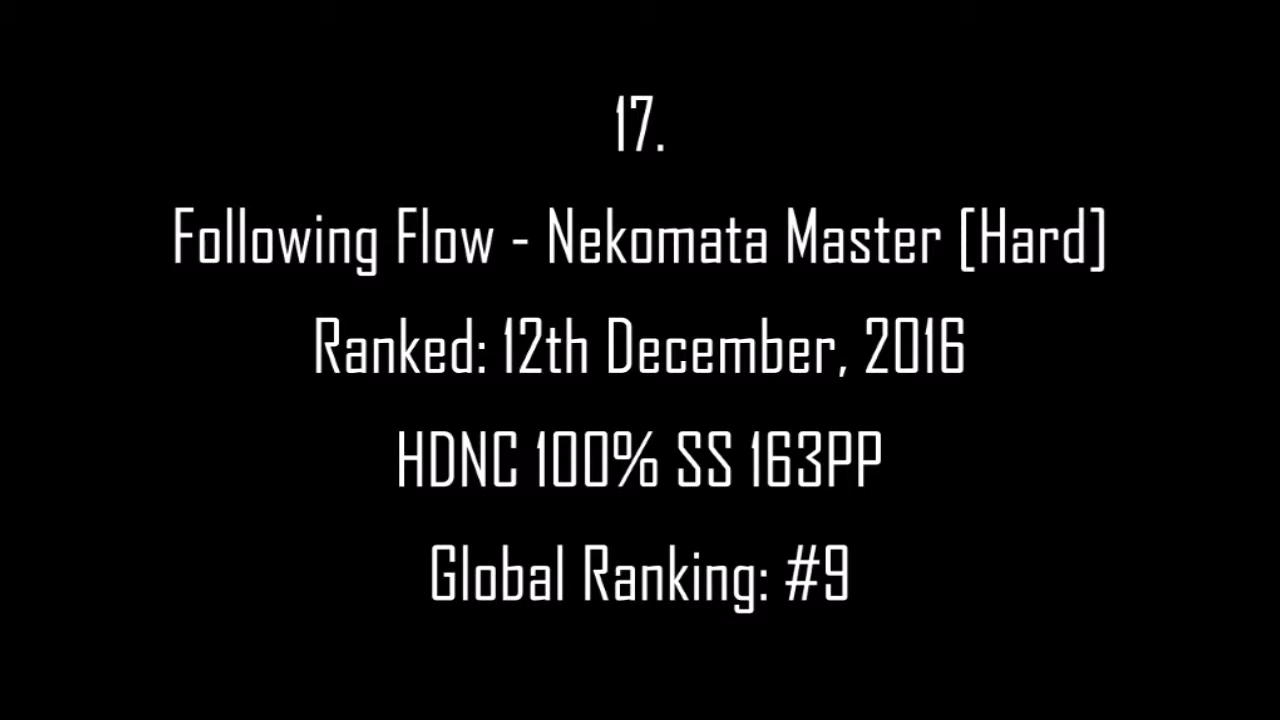 17.
Following Flow - Nekomata Master [Hard]
Ranked: 12th December, 2016
HDNC 100% SS 163PP
Global Ranking: #9